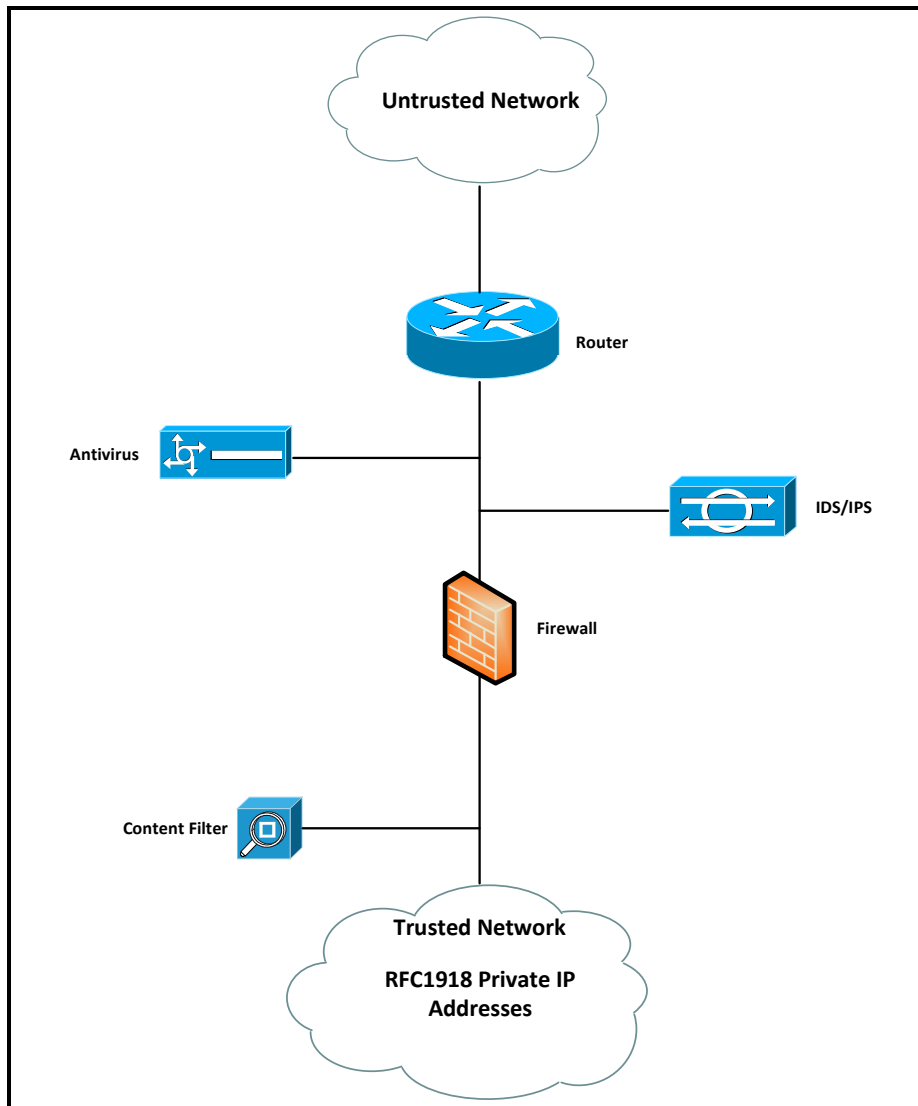 Untrusted Network
Router
Antivirus
IDS/IPS
Firewall
Content Filter
Trusted Network
RFC1918 Private IP
Addresses